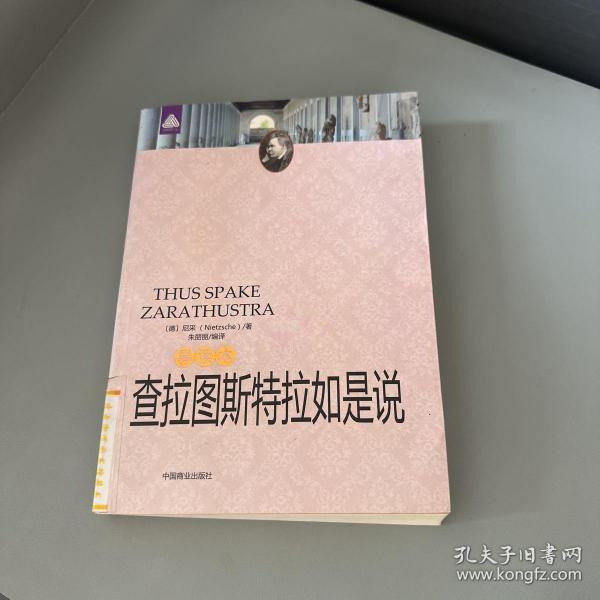 THUS SPAKE
ZARATHUSTRA
〔德〕尼采（Nietzsche）/著
朱丽丽/编译
查拉图斯特拉如是说
中国商业出版社
孔夫子旧书网
www.kongfz.com